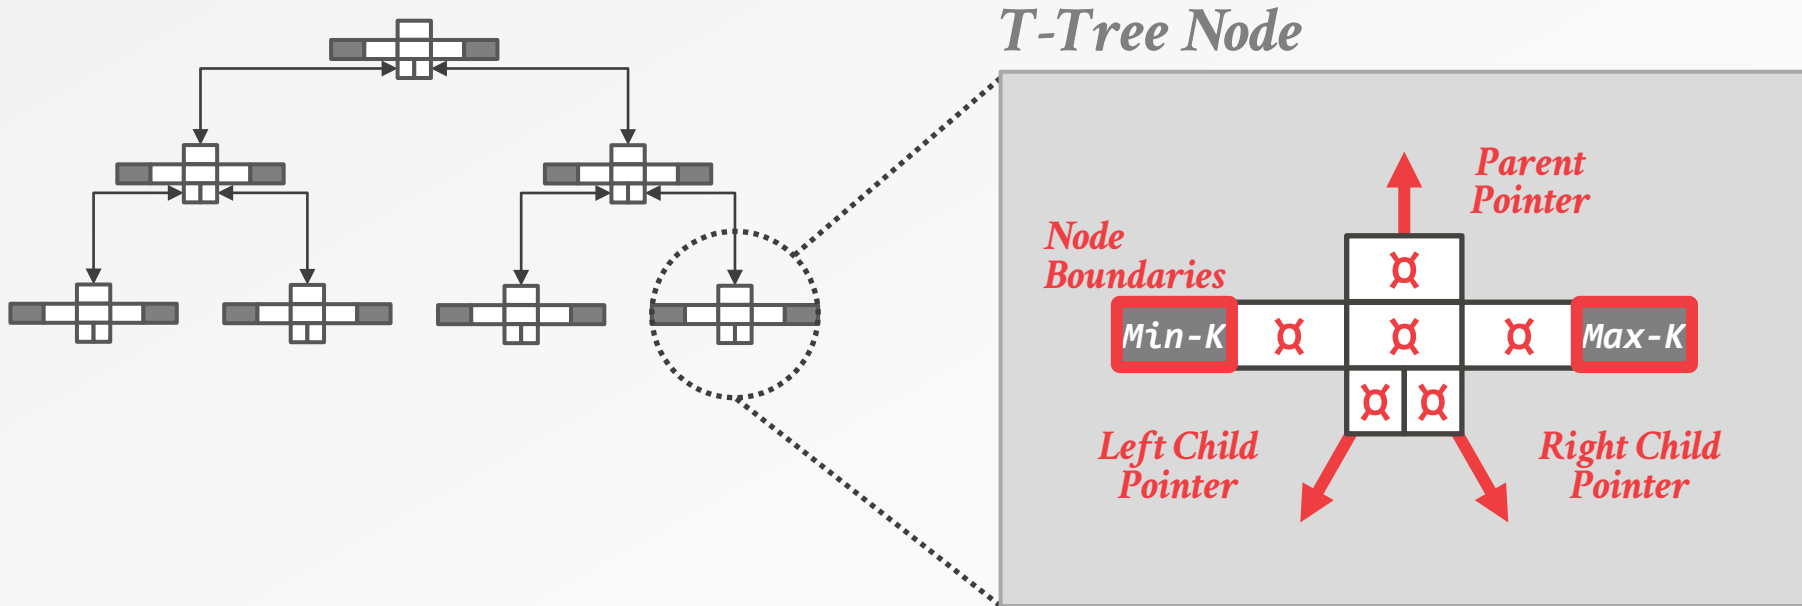 T-Tree Node
Parent
Pointer
Node
Boundaries
¤
Min-K ¤ ¤ ¤ Max-K
¤ ¤
Left Child
Pointer
Right Child
Pointer